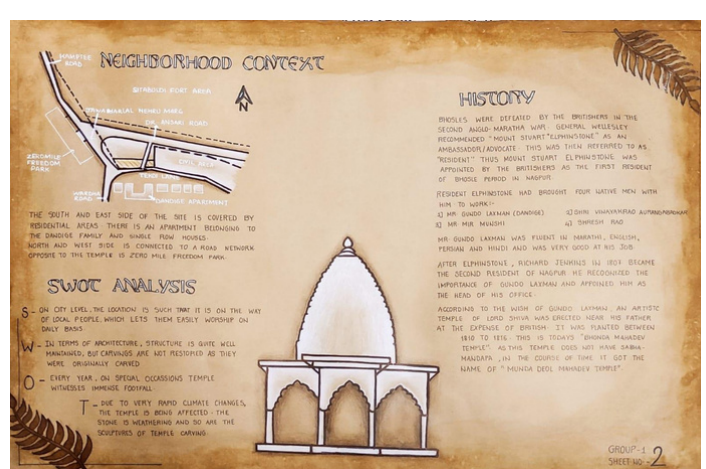 NEIGHBORHOOD CONTEXT
WARDHA ROAD
ZEROMILE
FREEDOM
PARK
DANDIGE APARTMENT
THE SOUTH AND EAST SIDE OF THE SITE IS COVERED BY
RESIDENTIAL AREAS. THERE IS AN APARTMENT BELONGING TO
THE DANDIGE FAMILY AND SINGLE ROW HOUSES.
NORTH AND WEST SIDE IS CONNECTED TO A ROAD NETWORK
OPPOSITE TO THE TEMPLE IS ZERO MILE FREEDOM PARK.
SWOT ANALYSIS
S - ON CITY LEVEL, THE LOCATION IS SUCH THAT IT IS ON THE WAY
OF LOCAL PEOPLE, WHICH LETS THEM EASILY WORSHIP ON
DAILY BASIS.
W - IN TERMS OF ARCHITECTURE, STRUCTURE IS QUITE WELL
MAINTAINED, BUT CARVINGS ARE NOT RESTORED AS THEY
WERE ORIGINALLY CARVED
O - EVERY YEAR, ON SPECIAL OCCASSIONS TEMPLE
WITNESSES IMMENSE FOOTFALL.
T - DUE TO VERY RAPID CLIMATE CHANGES,
THE TEMPLE IS BEING AFFECTED. THE
STONE IS WEATHERING AND SO ARE THE
SCULPTURES OF TEMPLE CARVING.
HISTORY
BHOSLES WERE DEFEATED BY THE BRITISHERS IN THE
SECOND ANGLO-MARATHA WAR. GENERAL WELLESLEY
RECOMMENDED "MOUNT STUART ELPHINSTONE" AS AN
AMBASSADOR/ADVOCATE. THIS WAS THEN REFERRED TO AS
"RESIDENT" THUS MOUNT STUART ELPHINSTONE WAS
APPOINTED BY THE BRITISHERS AS THE FIRST RESIDENT
OF BHOSLE PERIOD IN NAGPUR.
RESIDENT ELPHINSTONE HAD BROUGHT FOUR NATIVE MEN WITH
HIM TO WORK:-
1) MR. GUNDO LAXMAN (DANDIGE) 2) SHRI VINAYAKRAO AURANGABADKAR
3) MR MIR MUNSHI 4) SHRESH RAO
MR GUNDO LAXMAN WAS FLUENT IN MARATHI, ENGLISH,
PERSIAN AND HINDI AND WAS VERY GOOD AT HIS JOB.
AFTER ELPHINSTONE, RICHARD JENKINS IN 1807 BECAME
THE SECOND RESIDENT OF NAGPUR. HE RECOGNIZED THE
IMPORTANCE OF GUNDO LAXMAN AND APPOINED HIM AS
THE HEAD OF HIS OFFICE.
ACCORDING TO THE WISH OF GUNDO LAXMAN, AN ARTISTIC
TEMPLE OF LORD SHIVA WAS ERECTED NEAR HIS FATHER
AT THE EXPENSE OF BRITISH. IT WAS PLANTED BETWEEN
1810 TO 1816. THIS IS TODAY'S "BHONDA MAHADEV
TEMPLE". AS THIS TEMPLE DOES NOT HAVE SABHA-
MANDAPA, IN THE COURSE OF TIME IT GOT THE
NAME OF "MUNDA DEOL MAHADEV TEMPLE".
GROUP-1
SHEET NO - 2